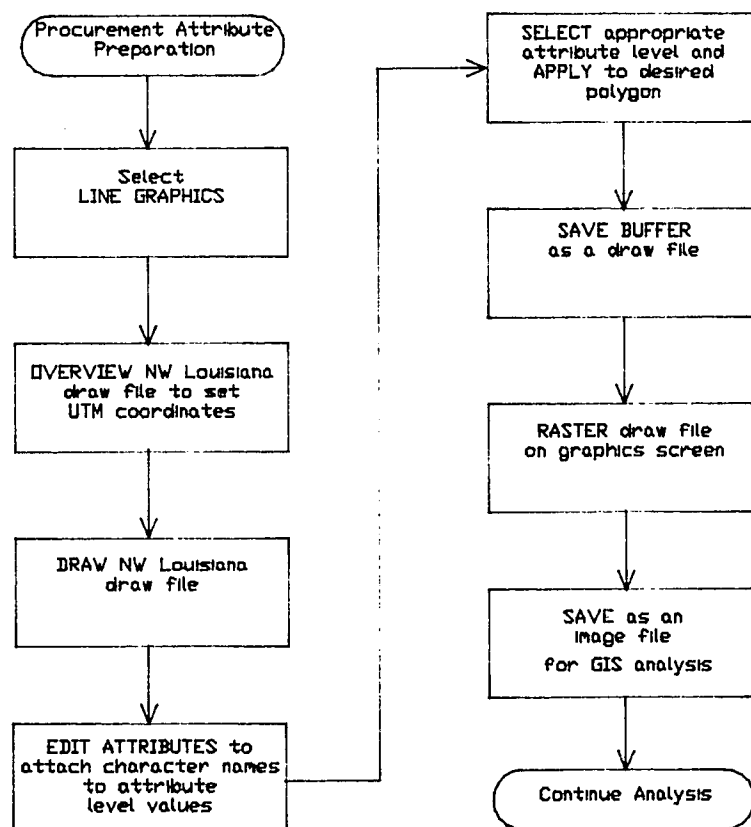 Procurement Attribute
Preparation
Select
LINE GRAPHICS
OVERVIEW NW Louisiana
draw file to set
UTM coordinates
DRAW NW Louisiana
draw file
EDIT ATTRIBUTES to
attach character names
to attribute
level values
SELECT appropriate
attribute level and
APPLY to desired
polygon
SAVE BUFFER
as a draw file
RASTER draw file
on graphics screen
SAVE as an
image file
for GIS analysis
Continue Analysis